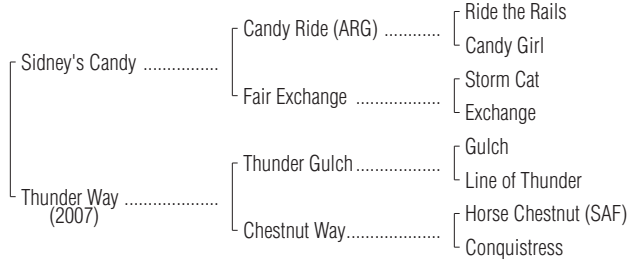 Ride the Rails
Candy Ride (ARG) ............
Candy Girl
Sidney's Candy ................
Storm Cat
Fair Exchange ..................
Exchange
Gulch
Thunder Gulch ..................
Line of Thunder
Thunder Way ....................
(2007)
Horse Chestnut (SAF)
Chestnut Way....................
Conquistress